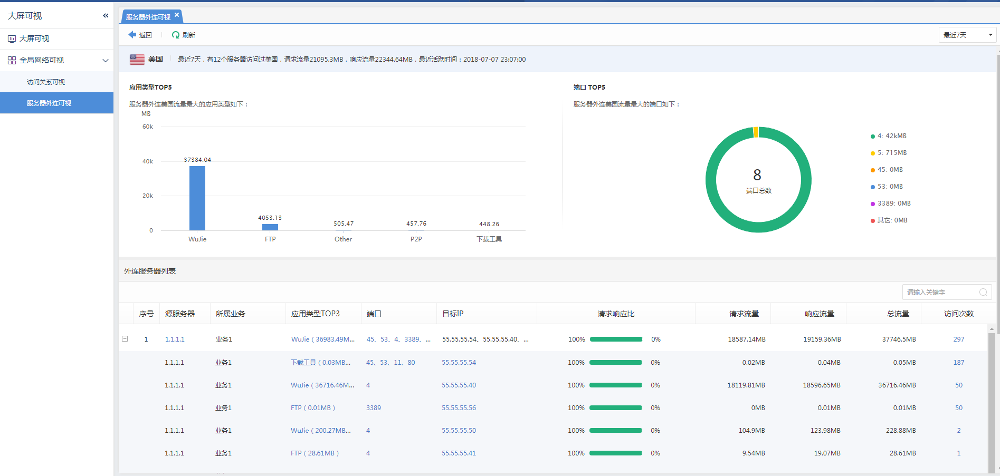 大屏可视
大屏可视
全局网络可视
访问关系可视
服务器外连可视
服务器外连可视
返回
刷新
最近7天
美国
最近7天，有12个服务器访问过美国，请求流量21095.3MB，响应流量22344.64MB，最近活跃时间：2018-07-07 23:07:00
应用类型TOP5
服务器外连美国流量最大的应用类型如下：
MB
60k
40k
20k
0
37384.04
4053.13
505.47
457.76
448.26
WuJie
FTP
Other
P2P
下载工具
端口 TOP5
服务器外连美国流量最大的端口如下：
8
端口总数
4: 42kMB
5: 715MB
45: 0MB
53: 0MB
3389: 0MB
其它: 0MB
外连服务器列表
请输入关键字
序号 源服务器 所属业务 应用类型TOP3 端口 目标IP 请求响应比 请求流量 响应流量 总流量 访问次数
1 1.1.1.1 业务1 WuJie（36983.49M... 45、53、4、3389、... 55.55.55.54、55.55.55.40、... 100% 0% 18587.14MB 19159.36MB 37746.5MB 297
1.1.1.1 业务1 下载工具（0.03MB... 45、53、11、80 55.55.55.54 100% 0% 0.02MB 0.04MB 0.05MB 187
1.1.1.1 业务1 WuJie（36716.46M... 4 55.55.55.40 100% 0% 18119.81MB 18596.65MB 36716.46MB 50
1.1.1.1 业务1 FTP（0.01MB） 3389 55.55.55.56 100% 0% 0MB 0.01MB 0.01MB 50
1.1.1.1 业务1 WuJie（200.27MB... 4 55.55.55.50 100% 0% 104.9MB 123.98MB 228.88MB 2
1.1.1.1 业务1 FTP（28.61MB） 4 55.55.55.41 100% 0% 9.54MB 19.07MB 28.61MB 1